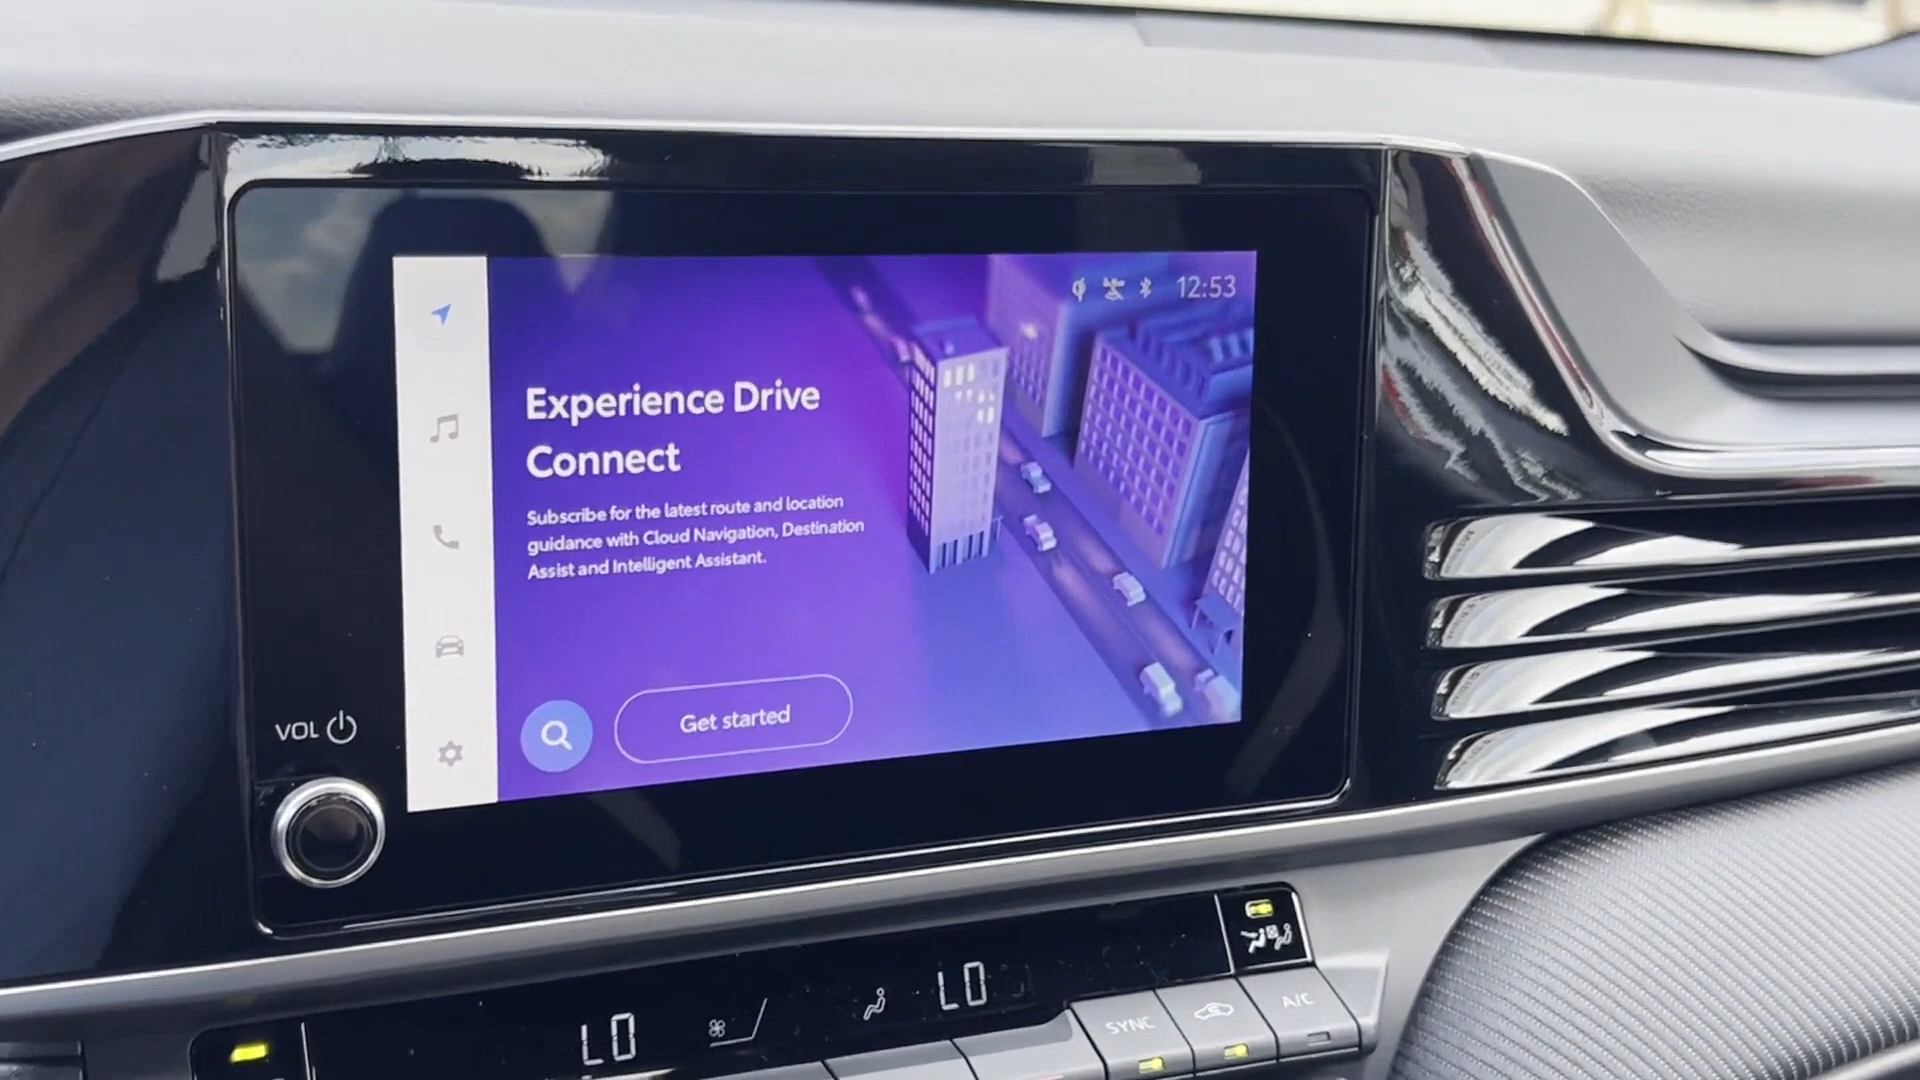 12:53
Experience Drive
Connect
Subscribe for the latest route and location
guidance with Cloud Navigation, Destination
Assist and Intelligent Assistant.
Get started
VOL
LO
LO
SYNC
A/C